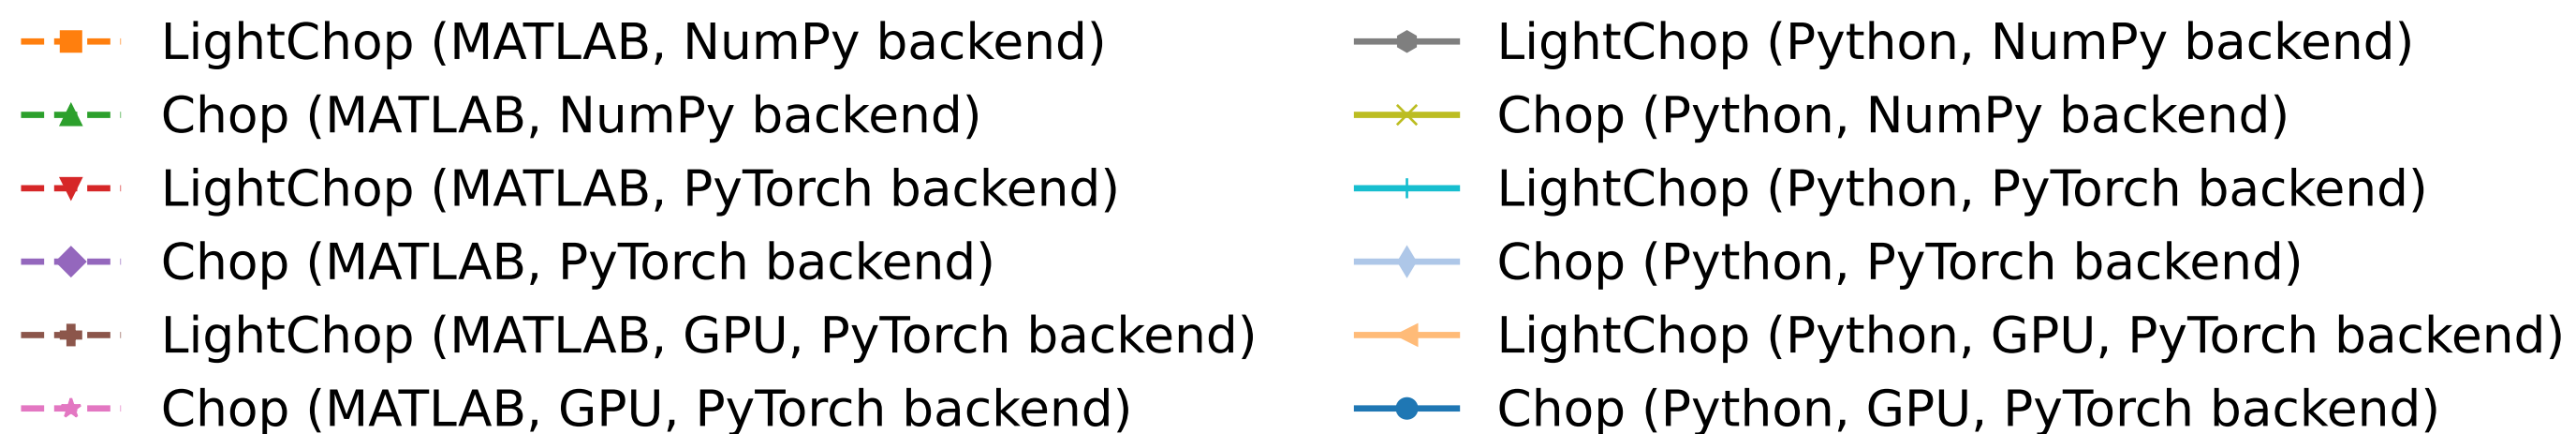 LightChop (MATLAB, NumPy backend)
Chop (MATLAB, NumPy backend)
LightChop (MATLAB, PyTorch backend)
Chop (MATLAB, PyTorch backend)
LightChop (MATLAB, GPU, PyTorch backend)
Chop (MATLAB, GPU, PyTorch backend)
LightChop (Python, NumPy backend)
Chop (Python, NumPy backend)
LightChop (Python, PyTorch backend)
Chop (Python, PyTorch backend)
LightChop (Python, GPU, PyTorch backend)
Chop (Python, GPU, PyTorch backend)